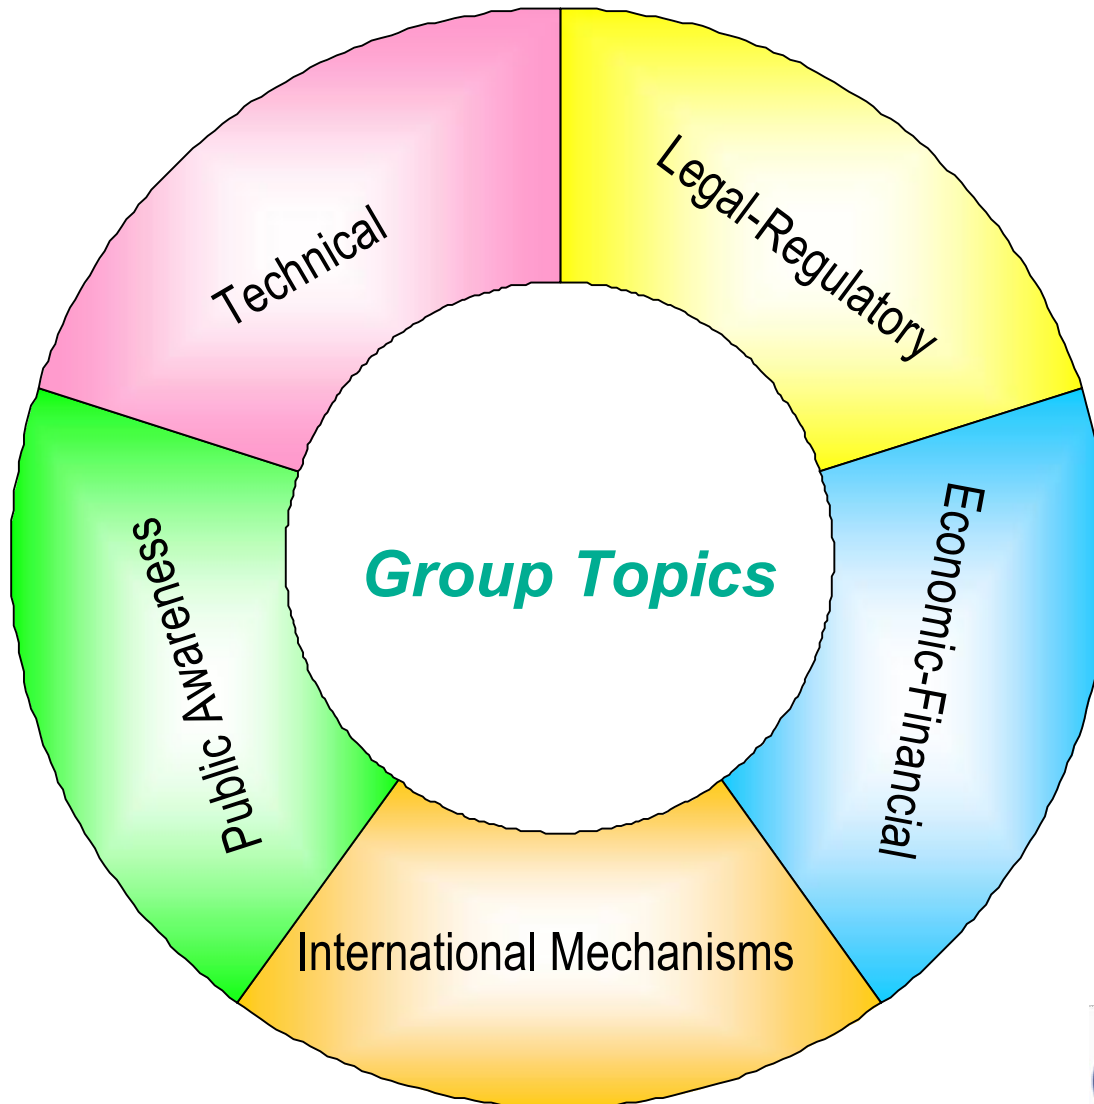 Technical
Legal-Regulatory
Group Topics
Public Awareness
Economic-Financial
International Mechanisms